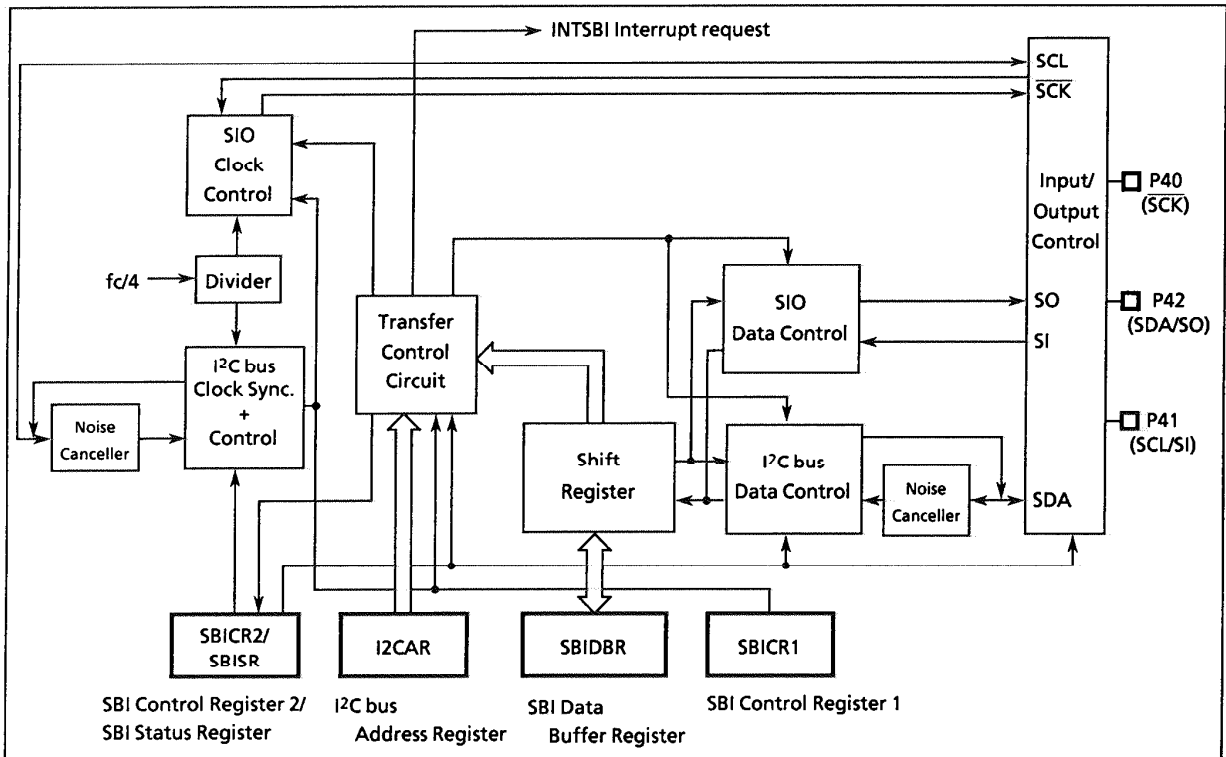 INTSBI Interrupt request
SCL
SCK
SIO
Clock
Control
Input/
Output
Control
P40
(SCK)
fc/4
Divider
SIO
Data Control
SO
SI
P42
(SDA/SO)
Transfer
Control
Circuit
I²C bus
Clock Sync.
+
Control
Noise
Canceller
P41
(SCL/SI)
Shift
Register
I²C bus
Data Control
Noise
Canceller
SDA
SBICR2/
SBISR
I2CAR
SBIDBR
SBICR1
SBI Control Register 2/
SBI Status Register
I²C bus
Address Register
SBI Data
Buffer Register
SBI Control Register 1